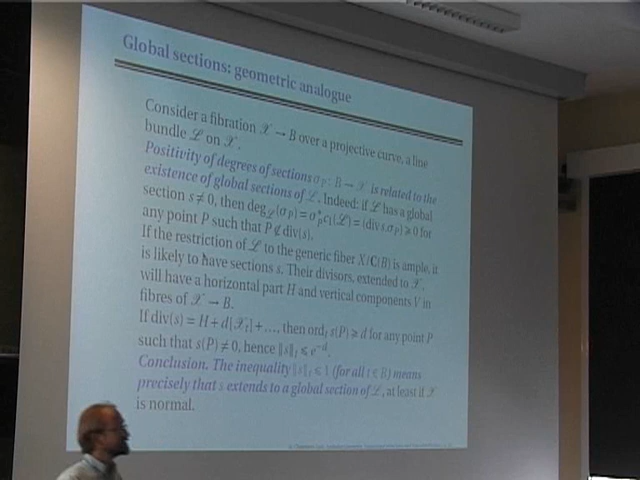 Global sections: geometric analogue
Consider a fibration 𝒳 → B over a projective curve, a line
bundle ℒ on 𝒳.
Positivity of degrees of sections σ_P : B → 𝒳 is related to the
existence of global sections of ℒ. Indeed: if ℒ has a global
section s ≠ 0, then deg_ℒ(σ_P) = σ_P^* c₁(ℒ) = (div s.σ_P) ⩾ 0 for
any point P such that P ∉ div(s).
If the restriction of ℒ to the generic fiber X/C(B) is ample, it
is likely to have sections s. Their divisors, extended to 𝒳,
will have a horizontal part H and vertical components V in
fibres of 𝒳 → B.
If div(s) = H + d[𝒳_t] + …, then ord_t s(P) ⩾ d for any point P
such that s(P) ≠ 0, hence ‖s‖_t ⩽ e^{-d}.
Conclusion. The inequality ‖s‖_t ⩽ 1 (for all t ∈ B) means
precisely that s extends to a global section of ℒ, at least if 𝒳
is normal.